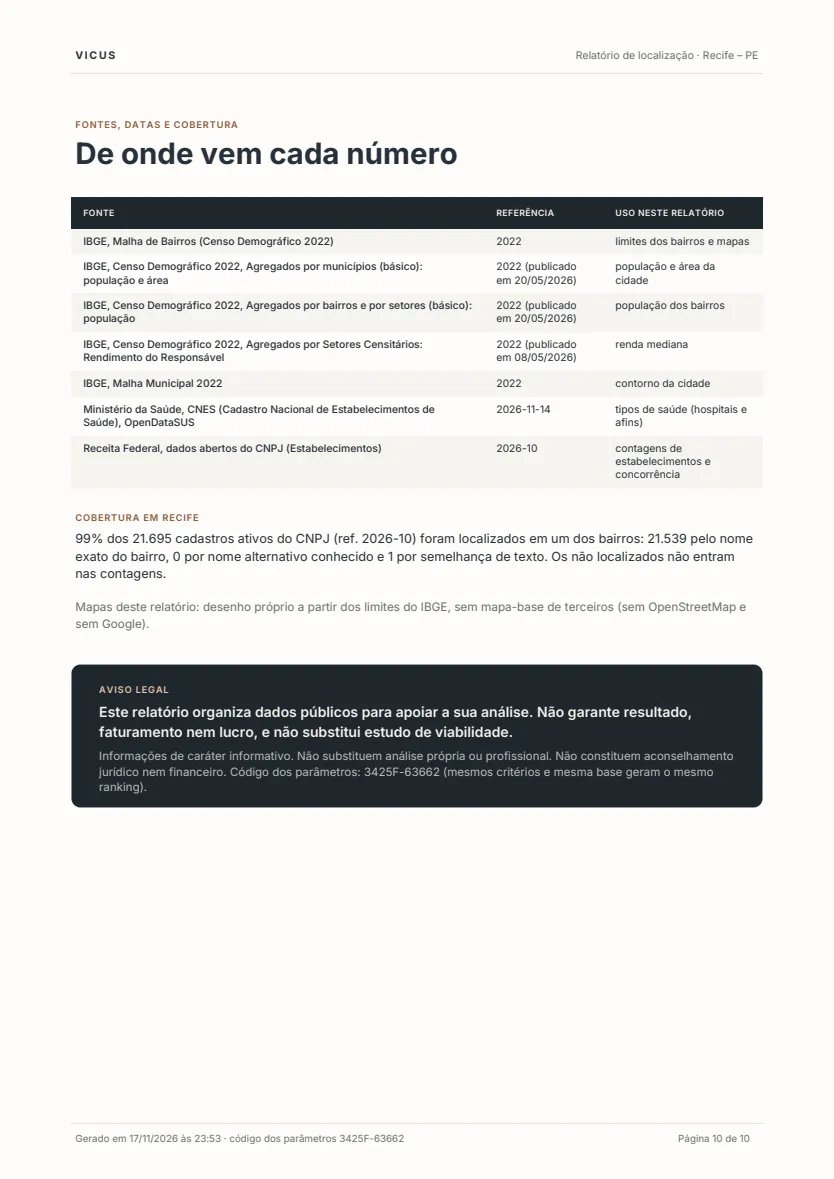 VICUS
Relatório de localização · Recife – PE
FONTES, DATAS E COBERTURA
De onde vem cada número
FONTE REFERÊNCIA USO NESTE RELATÓRIO
IBGE, Malha de Bairros (Censo Demográfico 2022) 2022 limites dos bairros e mapas
IBGE, Censo Demográfico 2022, Agregados por municípios (básico): 2022 (publicado população e área da
população e área em 20/05/2026) cidade
IBGE, Censo Demográfico 2022, Agregados por bairros e por setores (básico): 2022 (publicado população dos bairros
população em 20/05/2026)
IBGE, Censo Demográfico 2022, Agregados por Setores Censitários: 2022 (publicado renda mediana
Rendimento do Responsável em 08/05/2026)
IBGE, Malha Municipal 2022 2022 contorno da cidade
Ministério da Saúde, CNES (Cadastro Nacional de Estabelecimentos de 2026-11-14 tipos de saúde (hospitais e
Saúde), OpenDataSUS afins)
Receita Federal, dados abertos do CNPJ (Estabelecimentos) 2026-10 contagens de
estabelecimentos e
concorrência
COBERTURA EM RECIFE
99% dos 21.695 cadastros ativos do CNPJ (ref. 2026-10) foram localizados em um dos bairros: 21.539 pelo nome
exato do bairro, 0 por nome alternativo conhecido e 1 por semelhança de texto. Os não localizados não entram
nas contagens.
Mapas deste relatório: desenho próprio a partir dos limites do IBGE, sem mapa-base de terceiros (sem OpenStreetMap e
sem Google).
AVISO LEGAL
Este relatório organiza dados públicos para apoiar a sua análise. Não garante resultado,
faturamento nem lucro, e não substitui estudo de viabilidade.
Informações de caráter informativo. Não substituem análise própria ou profissional. Não constituem aconselhamento
jurídico nem financeiro. Código dos parâmetros: 3425F-63662 (mesmos critérios e mesma base geram o mesmo
ranking).
Gerado em 17/11/2026 às 23:53 · código dos parâmetros 3425F-63662
Página 10 de 10